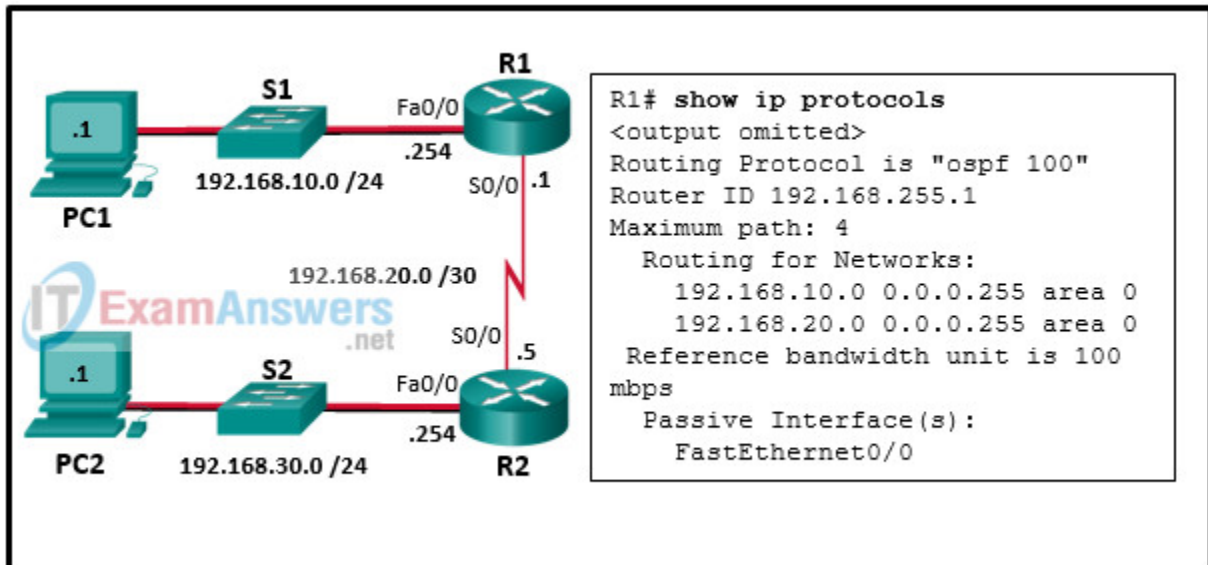 R1
S1
Fa0/0
.1
.254
192.168.10.0 /24
S0/0
.1
PC1
192.168.20.0 /30
ITExamAnswers
.net
S0/0
.5
.1
S2
Fa0/0
.254
PC2
192.168.30.0 /24
R2
R1# show ip protocols
<output omitted>
Routing Protocol is "ospf 100"
Router ID 192.168.255.1
Maximum path: 4
Routing for Networks:
192.168.10.0 0.0.0.255 area 0
192.168.20.0 0.0.0.255 area 0
Reference bandwidth unit is 100
mbps
Passive Interface(s):
FastEthernet0/0